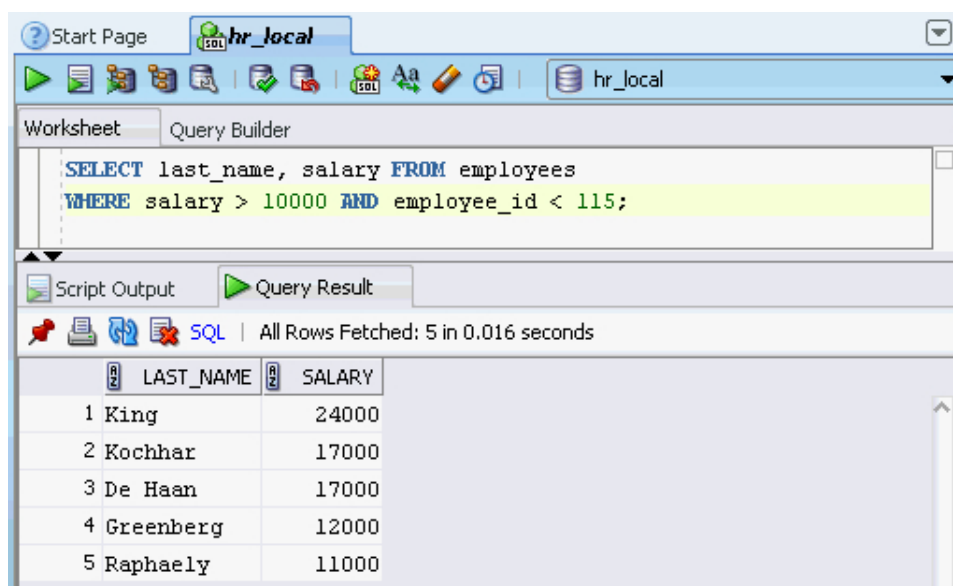 Start Page hr_local
hr_local
Worksheet Query Builder
SELECT last_name, salary FROM employees
WHERE salary > 10000 AND employee_id < 115;
Script Output Query Result
SQL | All Rows Fetched: 5 in 0.016 seconds
LAST_NAME SALARY
1 King 24000
2 Kochhar 17000
3 De Haan 17000
4 Greenberg 12000
5 Raphaely 11000